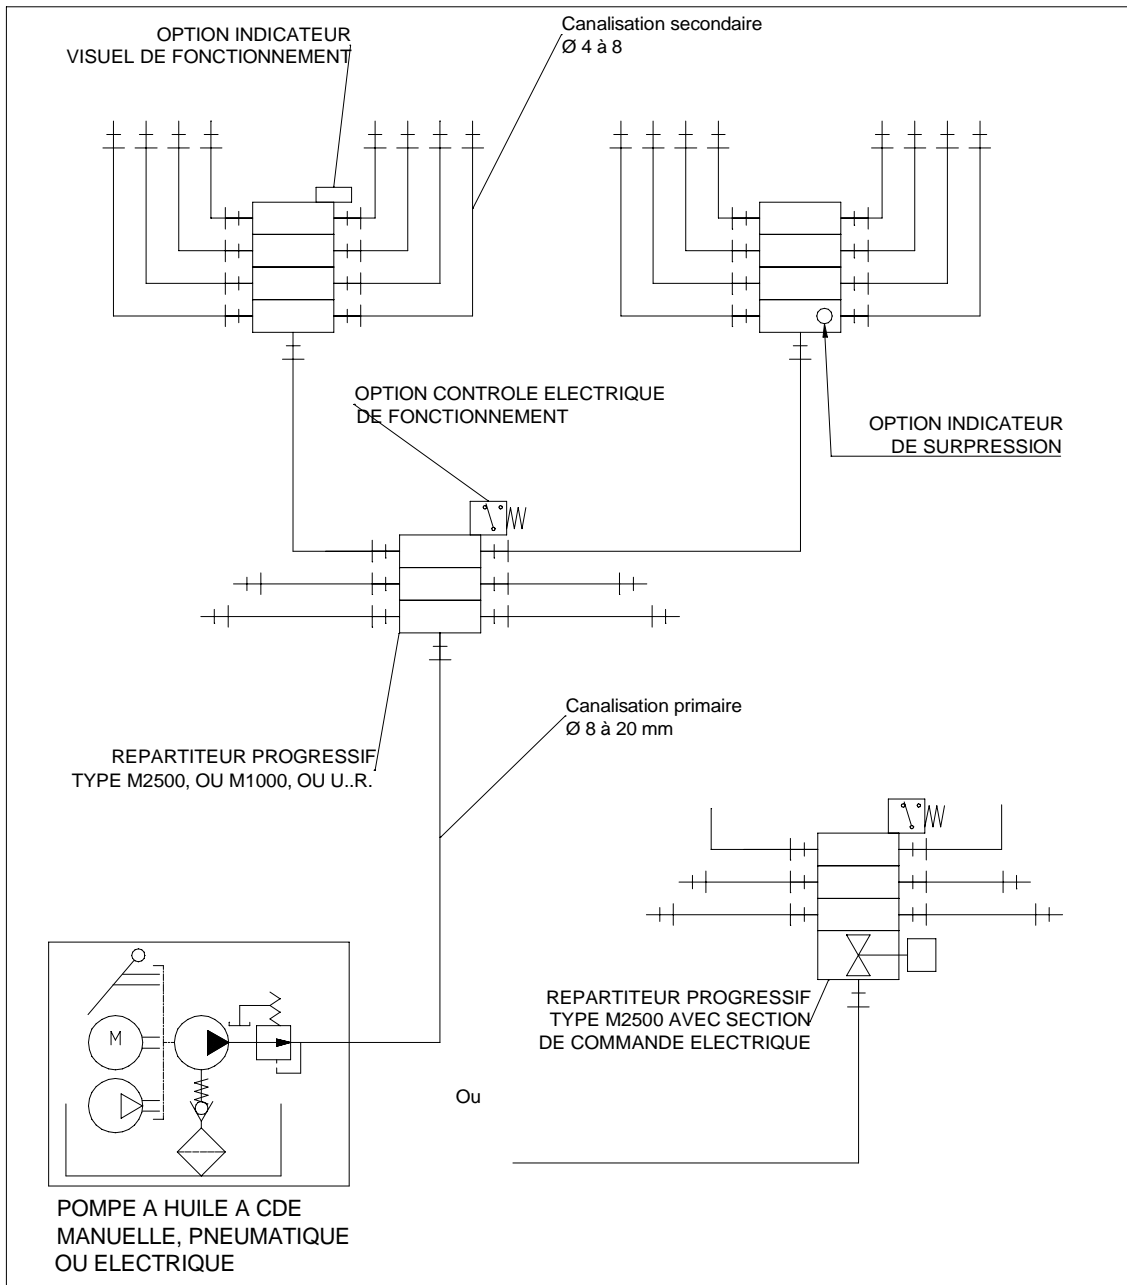 OPTION INDICATEUR
VISUEL DE FONCTIONNEMENT
Canalisation secondaire
Ø 4 à 8
OPTION CONTROLE ELECTRIQUE
DE FONCTIONNEMENT
OPTION INDICATEUR
DE SURPRESSION
Canalisation primaire
Ø 8 à 20 mm
REPARTITEUR PROGRESSIF
TYPE M2500, OU M1000, OU U..R.
REPARTITEUR PROGRESSIF
TYPE M2500 AVEC SECTION
DE COMMANDE ELECTRIQUE
M
Ou
POMPE A HUILE A CDE
MANUELLE, PNEUMATIQUE
OU ELECTRIQUE